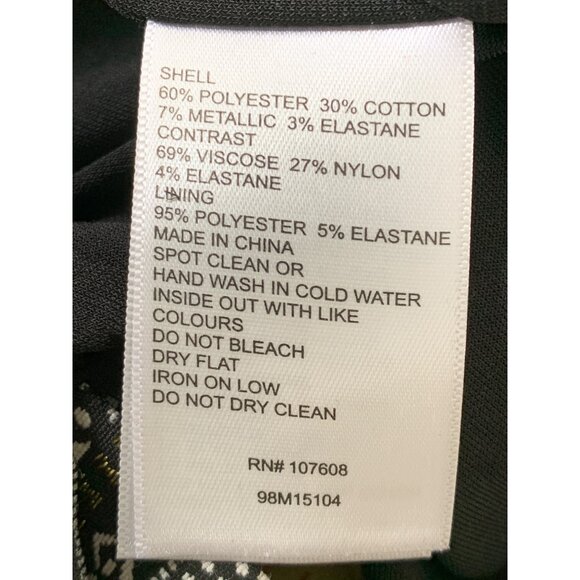 SHELL
60% POLYESTER 30% COTTON
7% METALLIC 3% ELASTANE
CONTRAST
69% VISCOSE 27% NYLON
4% ELASTANE
LINING
95% POLYESTER 5% ELASTANE
MADE IN CHINA
SPOT CLEAN OR
HAND WASH IN COLD WATER
INSIDE OUT WITH LIKE
COLOURS
DO NOT BLEACH
DRY FLAT
IRON ON LOW
DO NOT DRY CLEAN
RN# 107608
98M15104